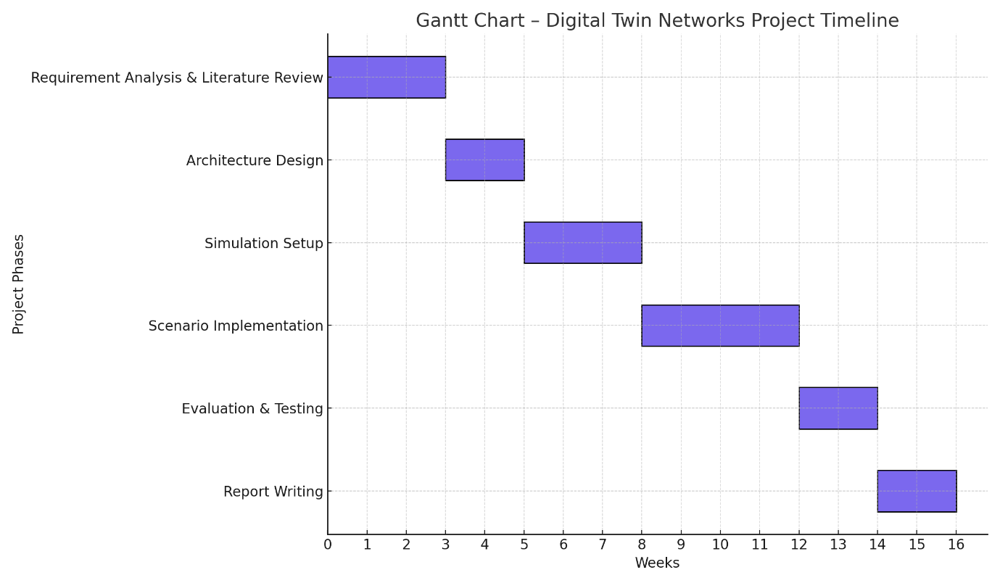 Gantt Chart – Digital Twin Networks Project Timeline
Project Phases
Requirement Analysis & Literature Review
Architecture Design
Simulation Setup
Scenario Implementation
Evaluation & Testing
Report Writing
0 1 2 3 4 5 6 7 8 9 10 11 12 13 14 15 16
Weeks